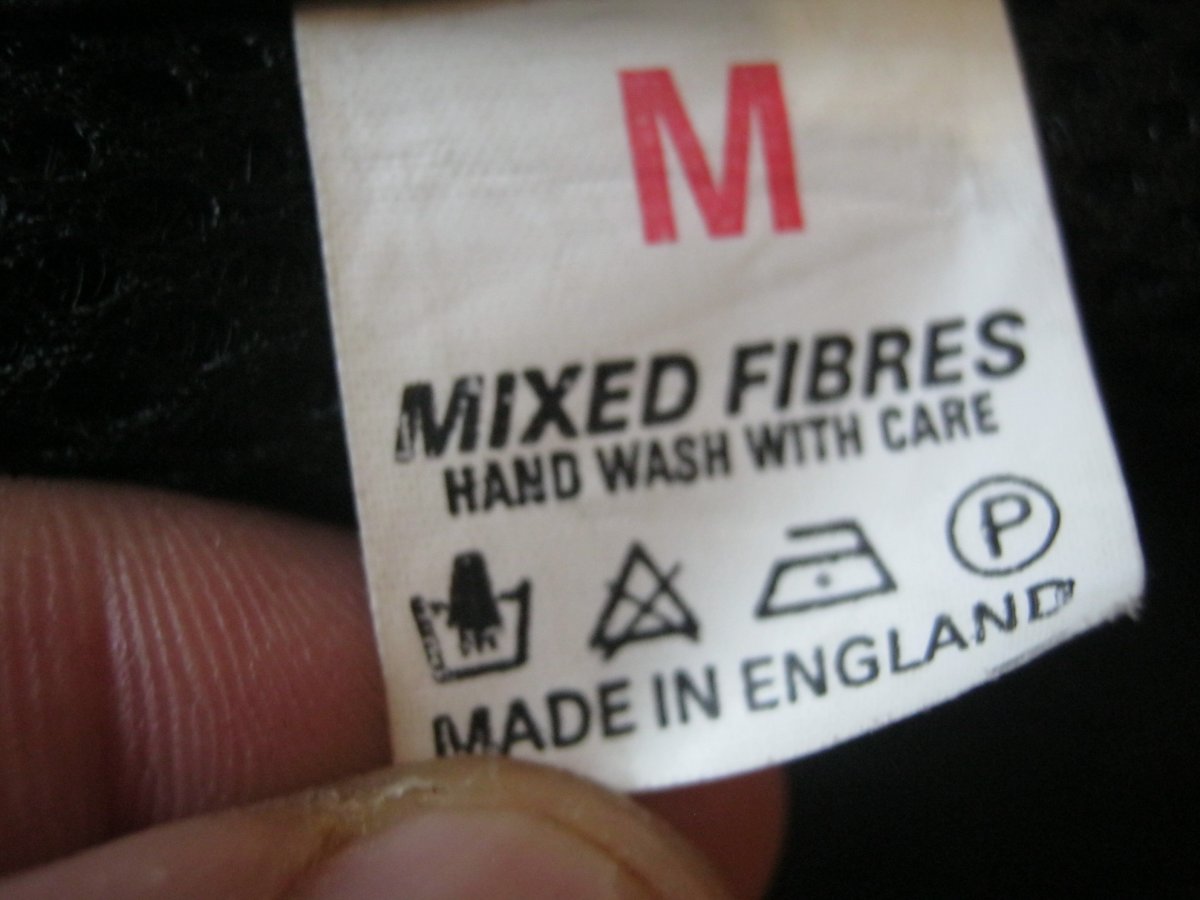 M
MIXED FIBRES
HAND WASH WITH CARE
P
MADE IN ENGLAND